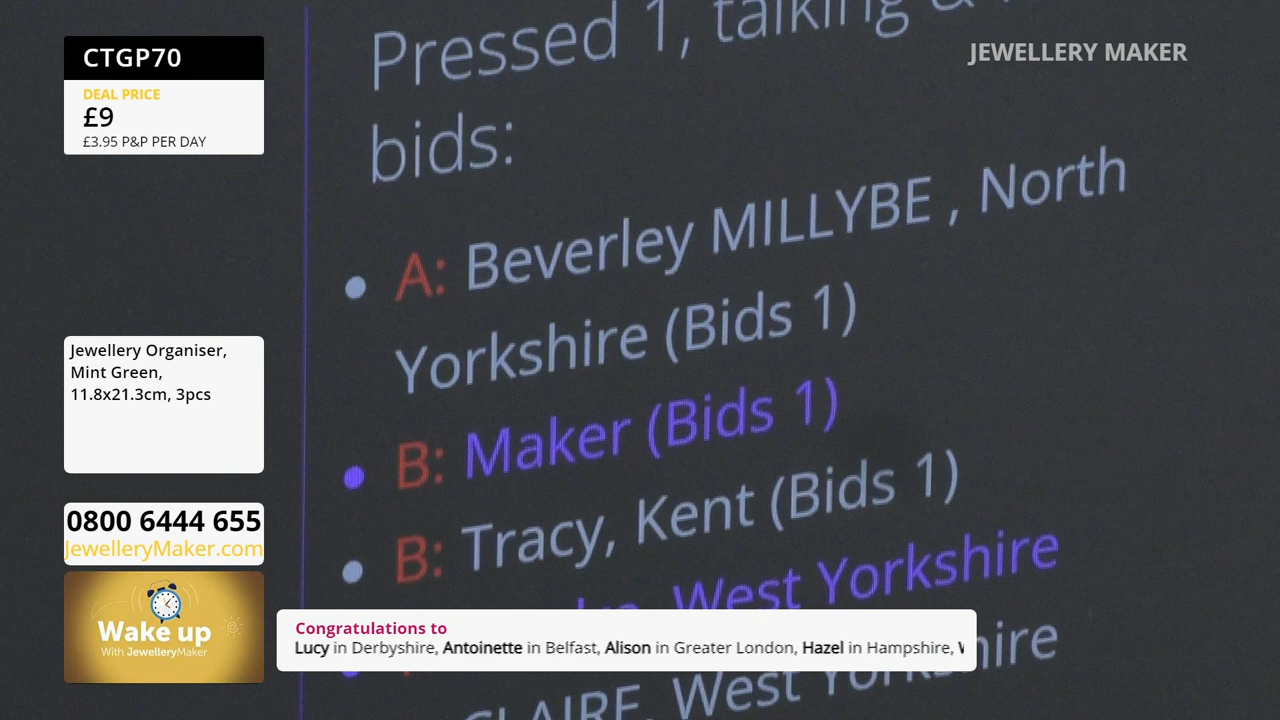 CTGP70
DEAL PRICE
£9
£3.95 P&P PER DAY
JEWELLERY MAKER
Pressed 1, talking &
bids:
• A: Beverley MILLYBE , North
Yorkshire (Bids 1)
• B: Maker (Bids 1)
• B: Tracy, Kent (Bids 1)
West Yorkshire
CLAIRE, West Yorkshire
Jewellery Organiser,
Mint Green,
11.8x21.3cm, 3pcs
0800 6444 655
JewelleryMaker.com
Wake up
With JewelleryMaker
Congratulations to
Lucy in Derbyshire, Antoinette in Belfast, Alison in Greater London, Hazel in Hampshire,